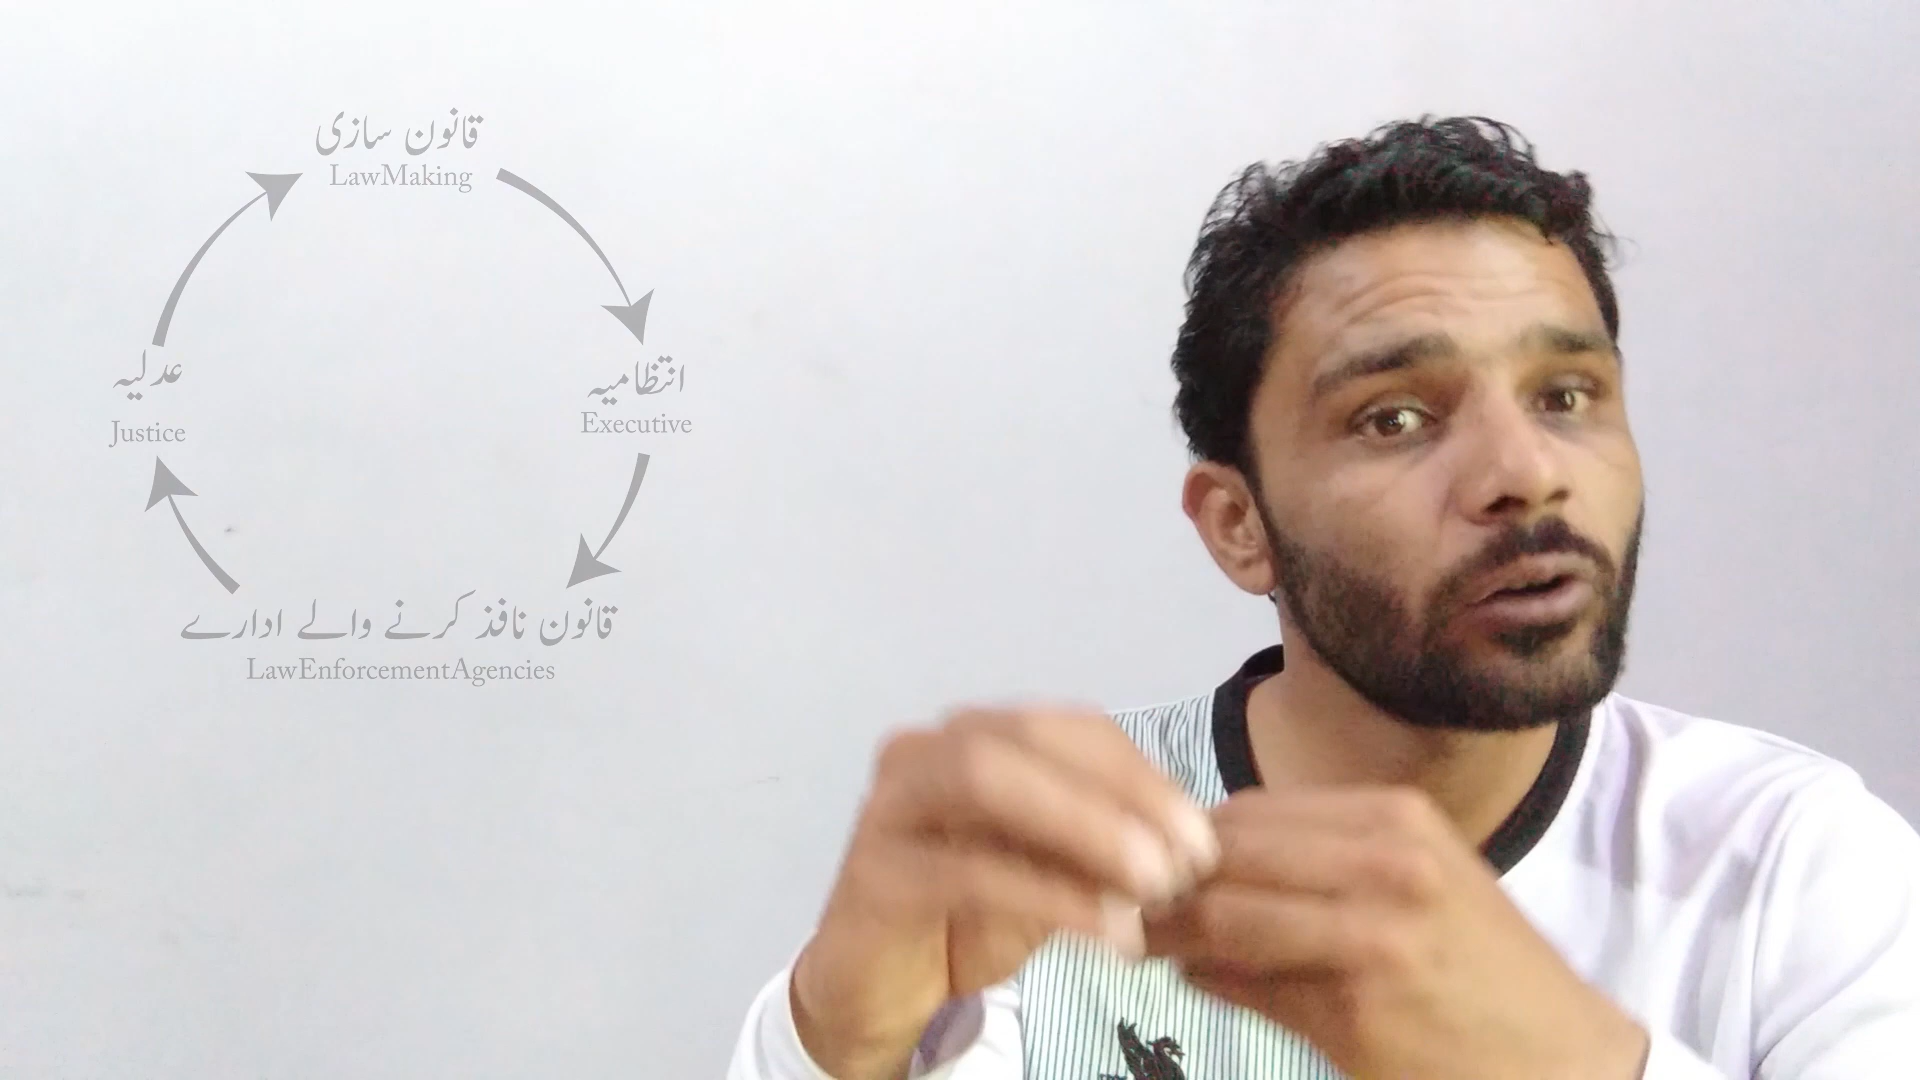 قانون سازی
LawMaking
انتظامیہ
Executive
قانون نافذ کرنے والے ادارے
LawEnforcementAgencies
عدلیہ
Justice